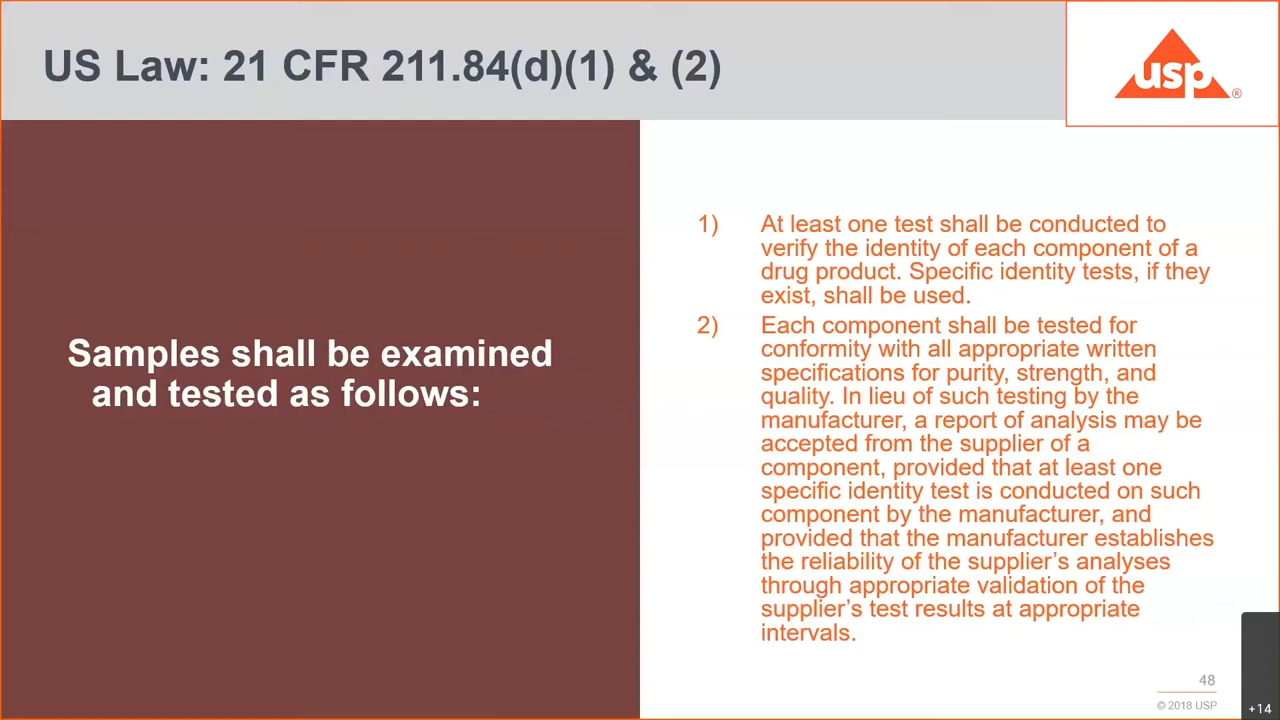 US Law: 21 CFR 211.84(d)(1) & (2)
usp®
Samples shall be examined
and tested as follows:
1) At least one test shall be conducted to
verify the identity of each component of a
drug product. Specific identity tests, if they
exist, shall be used.
2) Each component shall be tested for
conformity with all appropriate written
specifications for purity, strength, and
quality. In lieu of such testing by the
manufacturer, a report of analysis may be
accepted from the supplier of a
component, provided that at least one
specific identity test is conducted on such
component by the manufacturer, and
provided that the manufacturer establishes
the reliability of the supplier’s analyses
through appropriate validation of the
supplier’s test results at appropriate
intervals.
48
© 2018 USP
+14